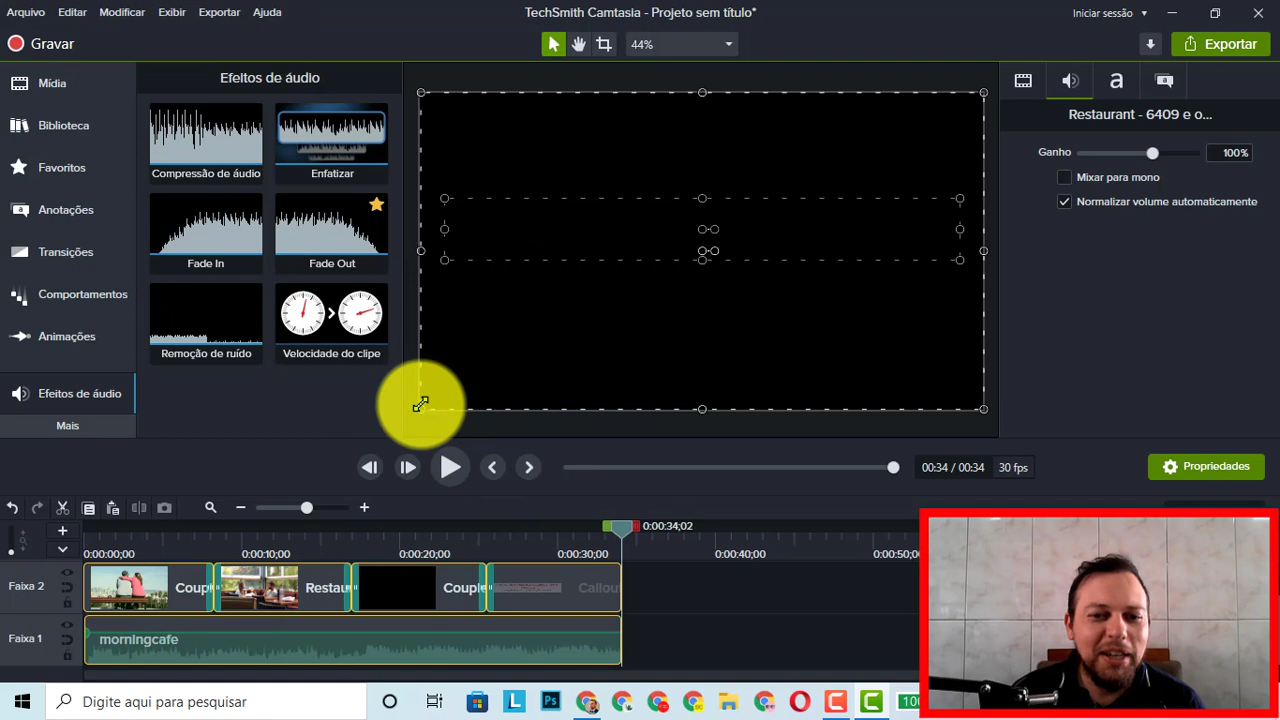 Arquivo Editar Modificar Exibir Exportar Ajuda TechSmith Camtasia - Projeto sem título* Iniciar sessão
Gravar 44% Exportar
Mídia
Biblioteca
Favoritos
Anotações
Transições
Comportamentos
Animações
Efeitos de áudio
Mais
Efeitos de áudio
Compressão de áudio Enfatizar
Fade In Fade Out
Remoção de ruído Velocidade do clipe
a
Restaurant - 6409 e o...
Ganho 100%
Mixar para mono
Normalizar volume automaticamente
00:34 / 00:34 30 fps Propriedades
0:00:34;02
0:00:00;00 0:00:10;00 0:00:20;00 0:00:30;00 0:00:40;00 0:00:50;00
Faixa 2 Coupl Restau Coupl Callou
Faixa 1 morningcafe
Digite aqui para pesquisar L Ps 100